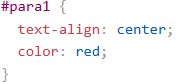 #para1 {
  text-align: center;
  color: red;
}